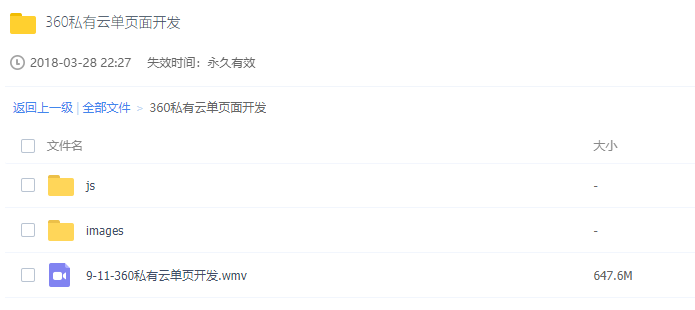 360私有云单页面开发
2018-03-28 22:27 失效时间：永久有效
返回上一级 | 全部文件 > 360私有云单页面开发
文件名 大小
js -
images -
9-11-360私有云单页开发.wmv 647.6M